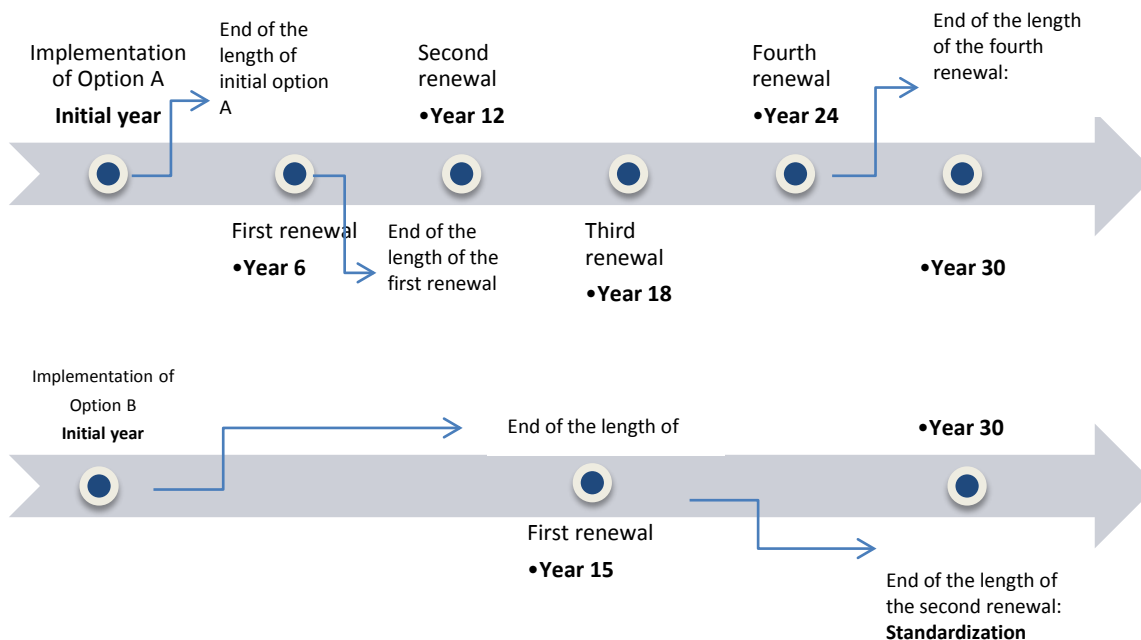 Implementation
of Option A
Initial year
End of the
length of
initial option
A
Second
renewal
•Year 12
Fourth
renewal
•Year 24
End of the length
of the fourth
renewal:
First renewal
•Year 6
End of the
length of the
first renewal
Third
renewal
•Year 18
•Year 30
Implementation of
Option B
Initial year
End of the length of
•Year 30
First renewal
•Year 15
End of the length of
the second renewal:
Standardization